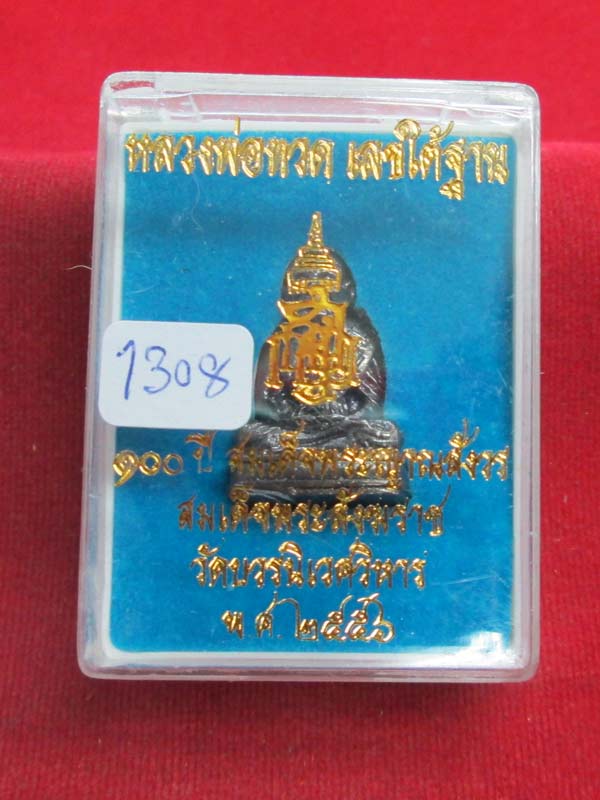 หลวงพ่อทวด เลขใต้ฐาน
1308
๑๐๐ ปี สมเด็จพระญาณสังวร
สมเด็จพระสังฆราช
วัดบวรนิเวศวิหาร
พ.ศ. ๒๕๕๖